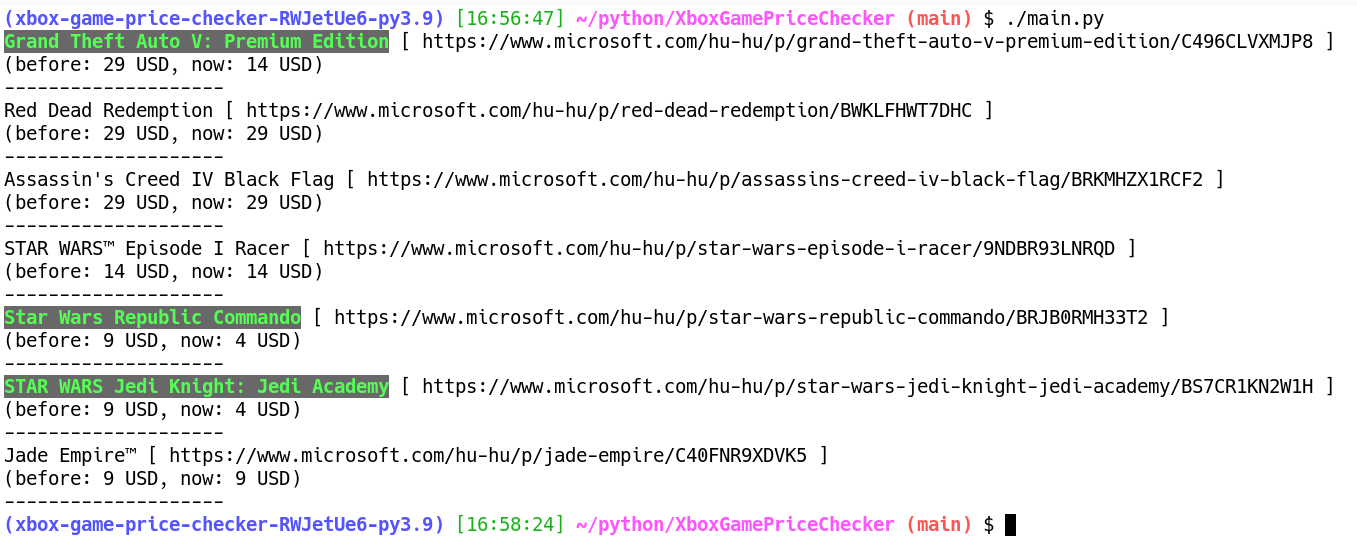 (xbox-game-price-checker-RWJetUe6-py3.9) [16:56:47] ~/python/XboxGamePriceChecker (main) $ ./main.py
Grand Theft Auto V: Premium Edition [ https://www.microsoft.com/hu-hu/p/grand-theft-auto-v-premium-edition/C496CLVXMJP8 ]
(before: 29 USD, now: 14 USD)
--------------------
Red Dead Redemption [ https://www.microsoft.com/hu-hu/p/red-dead-redemption/BWKLFHWT7DHC ]
(before: 29 USD, now: 29 USD)
--------------------
Assassin's Creed IV Black Flag [ https://www.microsoft.com/hu-hu/p/assassins-creed-iv-black-flag/BRKMHZX1RCF2 ]
(before: 29 USD, now: 29 USD)
--------------------
STAR WARS™ Episode I Racer [ https://www.microsoft.com/hu-hu/p/star-wars-episode-i-racer/9NDBR93LNRQD ]
(before: 14 USD, now: 14 USD)
--------------------
Star Wars Republic Commando [ https://www.microsoft.com/hu-hu/p/star-wars-republic-commando/BRJB0RMH33T2 ]
(before: 9 USD, now: 4 USD)
--------------------
STAR WARS Jedi Knight: Jedi Academy [ https://www.microsoft.com/hu-hu/p/star-wars-jedi-knight-jedi-academy/BS7CR1KN2W1H ]
(before: 9 USD, now: 4 USD)
--------------------
Jade Empire™ [ https://www.microsoft.com/hu-hu/p/jade-empire/C40FNR9XDVK5 ]
(before: 9 USD, now: 9 USD)
--------------------
(xbox-game-price-checker-RWJetUe6-py3.9) [16:58:24] ~/python/XboxGamePriceChecker (main) $